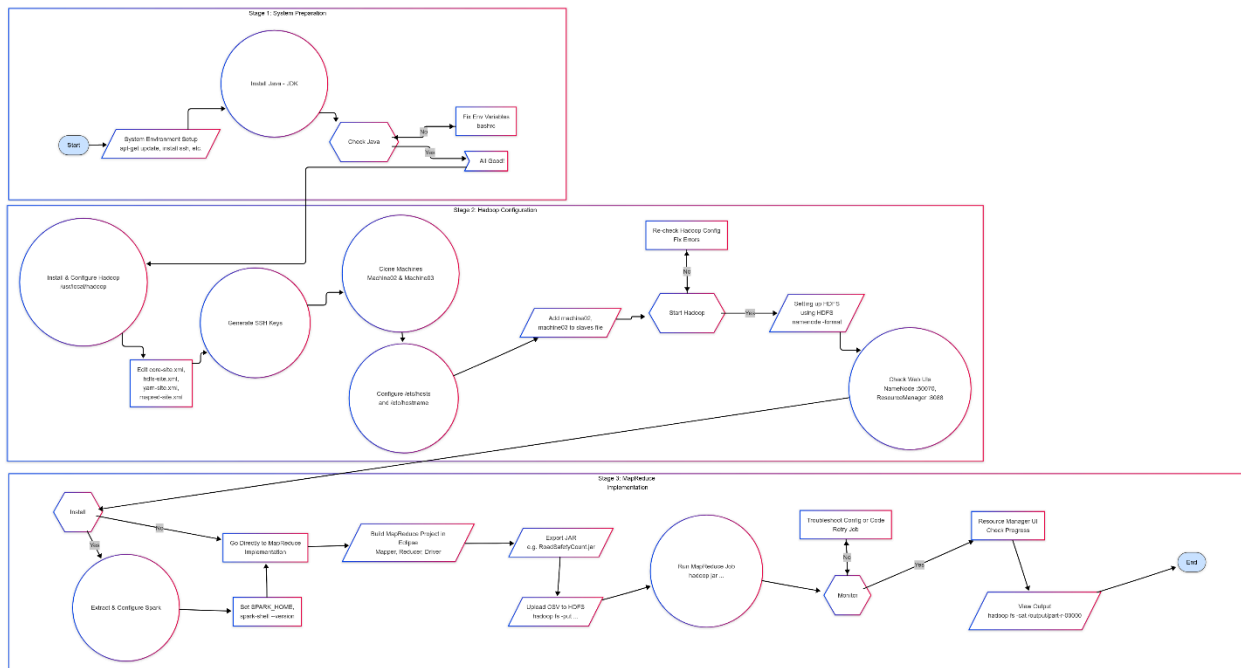 Stage 1: System Preparation
Install Java - JDK
Start
System Environment Setup
apt-get update, install ssh, etc.
Check Java
No
Fix Env Variables
bashrc
Yes
All Good!
Stage 2: Hadoop Configuration
Install & Configure Hadoop
/usr/local/hadoop
Edit core-site.xml,
hdfs-site.xml,
yarn-site.xml,
mapred-site.xml
Generate SSH Keys
Clone Machines
Machine02 & Machine03
Configure /etc/hosts
and /etc/hostname
Add machine02,
machine03 to slaves file
Re-check Hadoop Config
Fix Errors
No
Start Hadoop
Yes
Setting up HDFS
using HDFS
namenode -format
Check Web UIs
NameNode :50070,
ResourceManager :8088
Stage 3: MapReduce
Implementation
Install
No
Yes
Extract & Configure Spark
Go Directly to MapReduce
Implementation
Set SPARK_HOME,
spark-shell --version
Build MapReduce Project in
Eclipse
Mapper, Reducer, Driver
Export JAR
e.g. RoadSafetyCount.jar
Upload CSV to HDFS
hadoop fs -put ...
Run MapReduce Job
hadoop jar ...
Troubleshoot Config or Code
Retry Job
No
Monitor
Yes
Resource Manager UI
Check Progress
View Output
hadoop fs -cat /output/part-r-00000
End